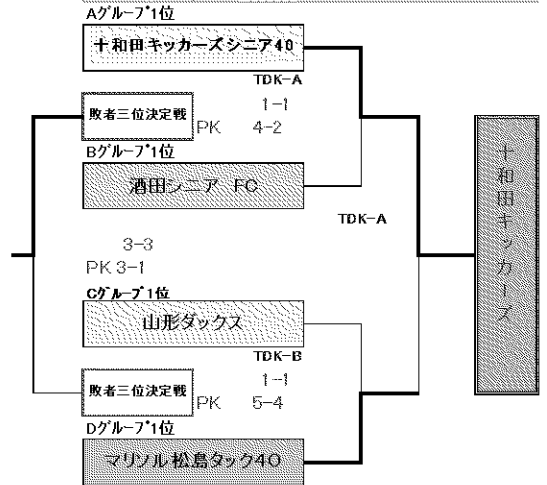 Aグループ1位
十和田キッカーズシニア40
TDK-A
1-1
敗者三位決定戦
PK 4-2
Bグループ1位
酒田シニア FC
TDK-A
3-3
PK 3-1
Cグループ1位
山形ダックス
TDK-B
1-1
敗者三位決定戦
PK 5-4
Dグループ1位
マリソル松島タック40
十和田キッカーズ